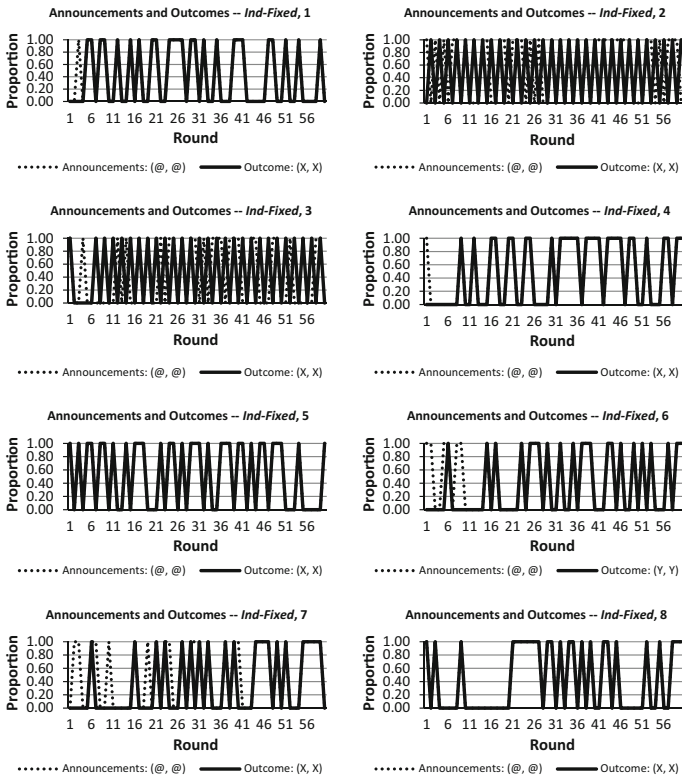 Announcements and Outcomes -- Ind-Fixed, 1
Proportion
1.00
0.80
0.60
0.40
0.20
0.00
1 6 11 16 21 26 31 36 41 46 51 56
Round
Announcements: (@, @) Outcome: (X, X)
Announcements and Outcomes -- Ind-Fixed, 2
Proportion
1.00
0.80
0.60
0.40
0.20
0.00
1 6 11 16 21 26 31 36 41 46 51 56
Round
Announcements: (@, @) Outcome: (X, X)
Announcements and Outcomes -- Ind-Fixed, 3
Proportion
1.00
0.80
0.60
0.40
0.20
0.00
1 6 11 16 21 26 31 36 41 46 51 56
Round
Announcements: (@, @) Outcome: (X, X)
Announcements and Outcomes -- Ind-Fixed, 4
Proportion
1.00
0.80
0.60
0.40
0.20
0.00
1 6 11 16 21 26 31 36 41 46 51 56
Round
Announcements: (@, @) Outcome: (X, X)
Announcements and Outcomes -- Ind-Fixed, 5
Proportion
1.00
0.80
0.60
0.40
0.20
0.00
1 6 11 16 21 26 31 36 41 46 51 56
Round
Announcements: (@, @) Outcome: (X, X)
Announcements and Outcomes -- Ind-Fixed, 6
Proportion
1.00
0.80
0.60
0.40
0.20
0.00
1 6 11 16 21 26 31 36 41 46 51 56
Round
Announcements: (@, @) Outcome: (Y, Y)
Announcements and Outcomes -- Ind-Fixed, 7
Proportion
1.00
0.80
0.60
0.40
0.20
0.00
1 6 11 16 21 26 31 36 41 46 51 56
Round
Announcements: (@, @) Outcome: (X, X)
Announcements and Outcomes -- Ind-Fixed, 8
Proportion
1.00
0.80
0.60
0.40
0.20
0.00
1 6 11 16 21 26 31 36 41 46 51 56
Round
Announcements: (@, @) Outcome: (X, X)